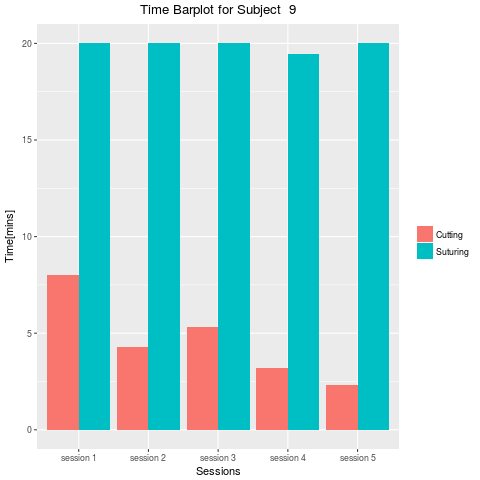 Time Barplot for Subject  9
Time[mins]
20
15
10
5
0
session 1 session 2 session 3 session 4 session 5
Sessions
Cutting
Suturing